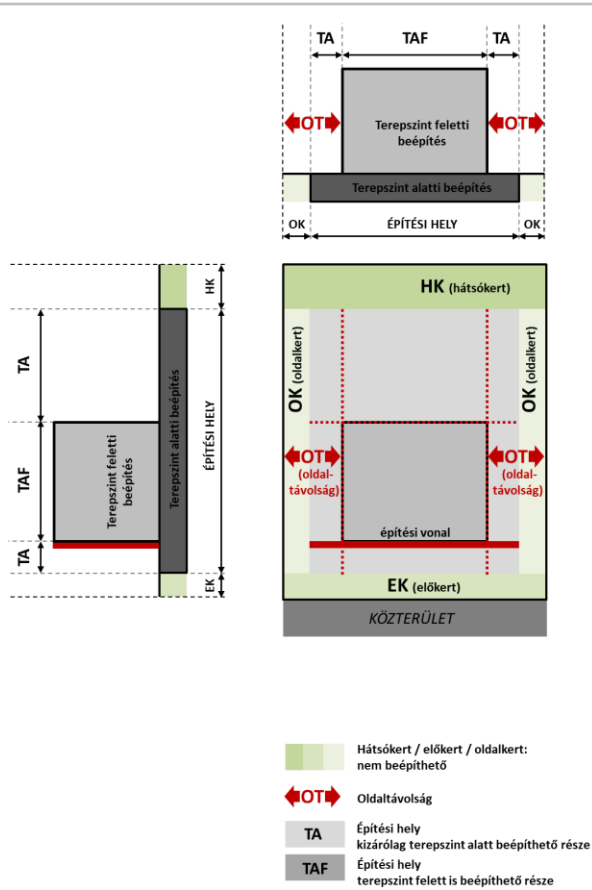 TA TAF TA
OT Terepszint feletti OT
beépítés
Terepszint alatti beépítés
OK ÉPÍTÉSI HELY OK
HK
TA
TAF
TA
EK
Terepszint feletti
beépítés
Terepszint alatti beépítés
ÉPÍTÉSI HELY
HK (hátsókert)
OK (oldalkert)
OK (oldalkert)
OT
(oldal-
távolság)
OT
(oldal-
távolság)
építési vonal
EK (előkert)
KÖZTERÜLET
Hátsókert / előkert / oldalkert:
nem beépíthető
OT Oldaltávolság
TA Építési hely
kizárólag terepszint alatt beépíthető része
TAF Építési hely
terepszint felett is beépíthető része